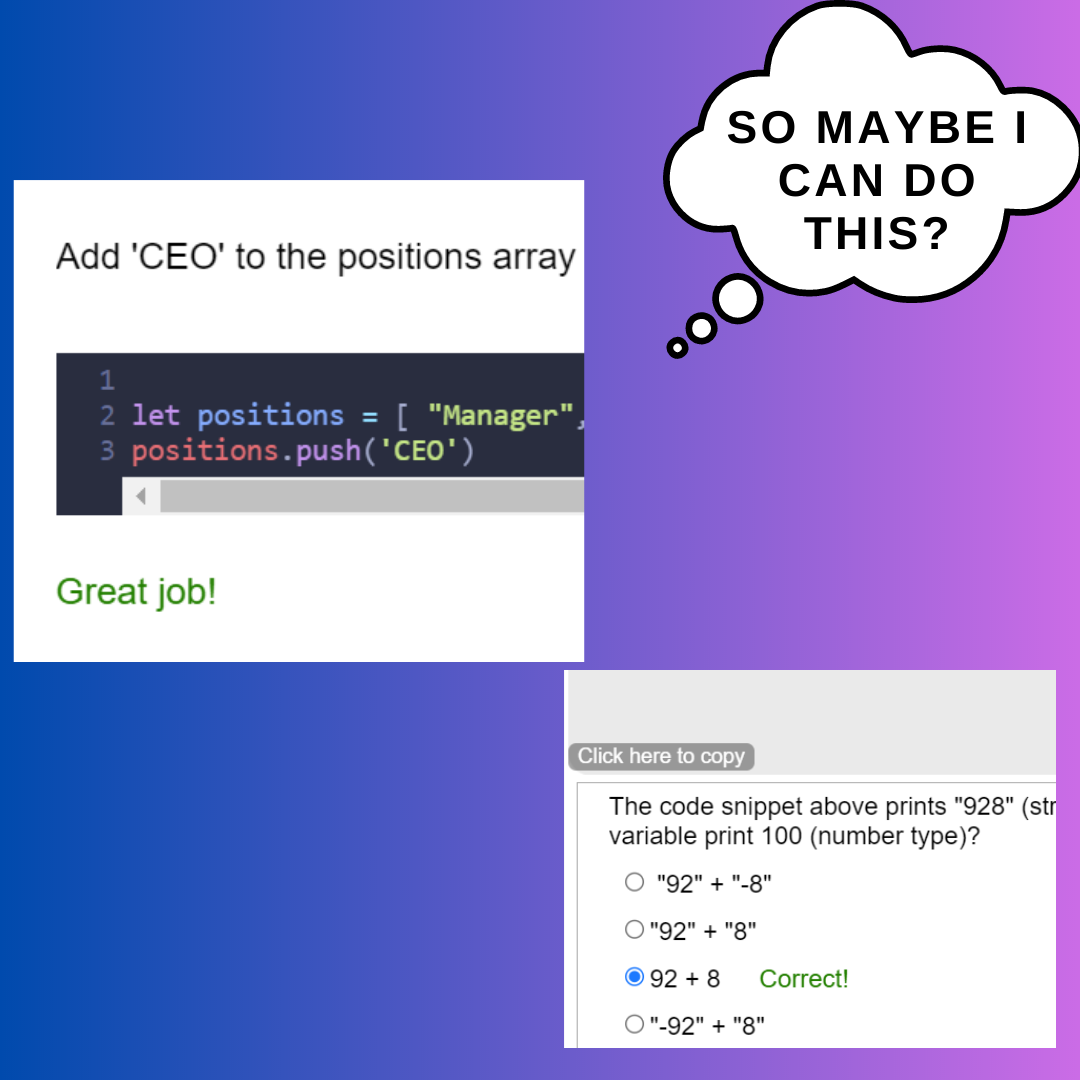 SO MAYBE I
CAN DO
THIS?
Add 'CEO' to the positions array
1
2 let positions = [ "Manager",
3 positions.push('CEO')
Great job!
Click here to copy
The code snippet above prints "928" (str
variable print 100 (number type)?
"92" + "-8"
"92" + "8"
92 + 8 Correct!
"-92" + "8"